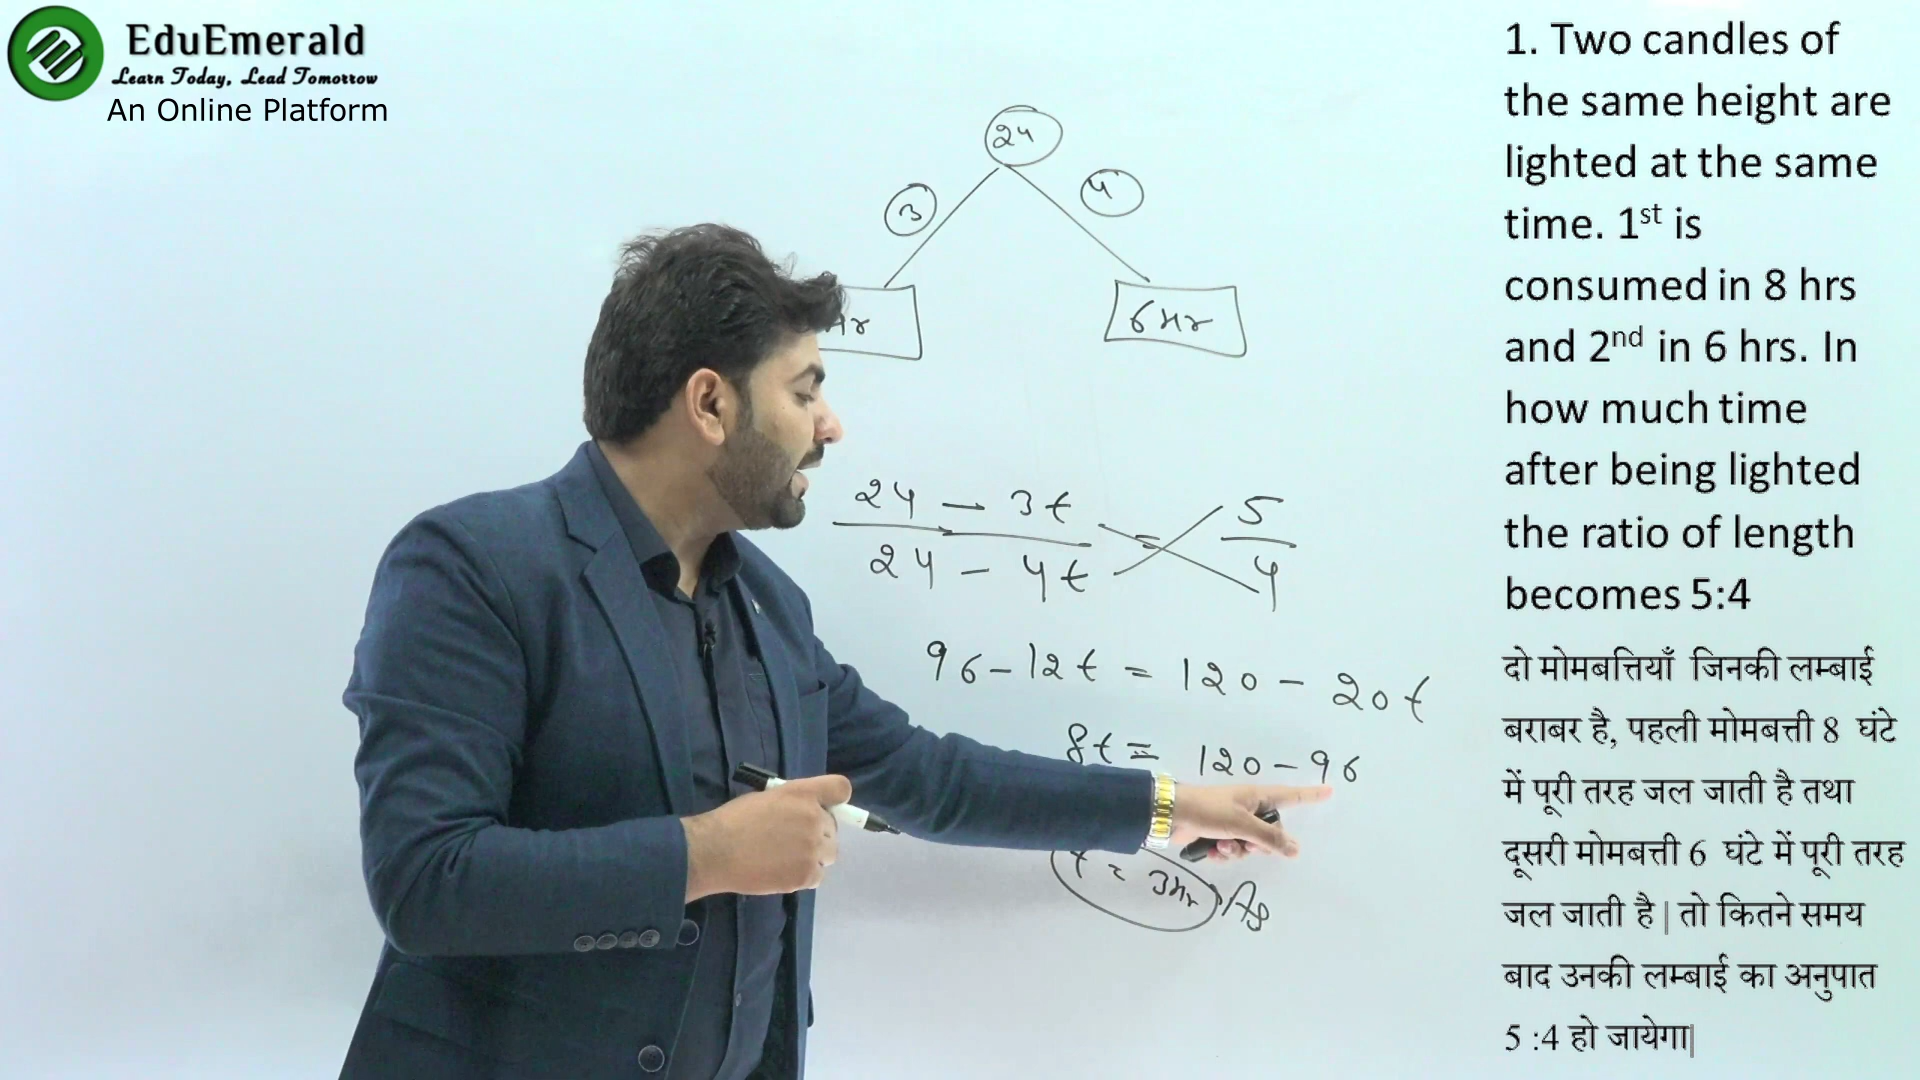 EduEmerald
Learn Today, Lead Tomorrow
An Online Platform
24
3
4
Hr
6 Hr
24 - 3t = 5
24 - 4t 4
96 - 12t = 120 - 20t
8t = 120 - 96
t = 3Hr
1. Two candles of
the same height are
lighted at the same
time. 1st is
consumed in 8 hrs
and 2nd in 6 hrs. In
how much time
after being lighted
the ratio of length
becomes 5:4
दो मोमबत्तियाँ जिनकी लम्बाई
बराबर है, पहली मोमबत्ती 8 घंटे
में पूरी तरह जल जाती है तथा
दूसरी मोमबत्ती 6 घंटे में पूरी तरह
जल जाती है| तो कितने समय
बाद उनकी लम्बाई का अनुपात
5 :4 हो जायेगा|